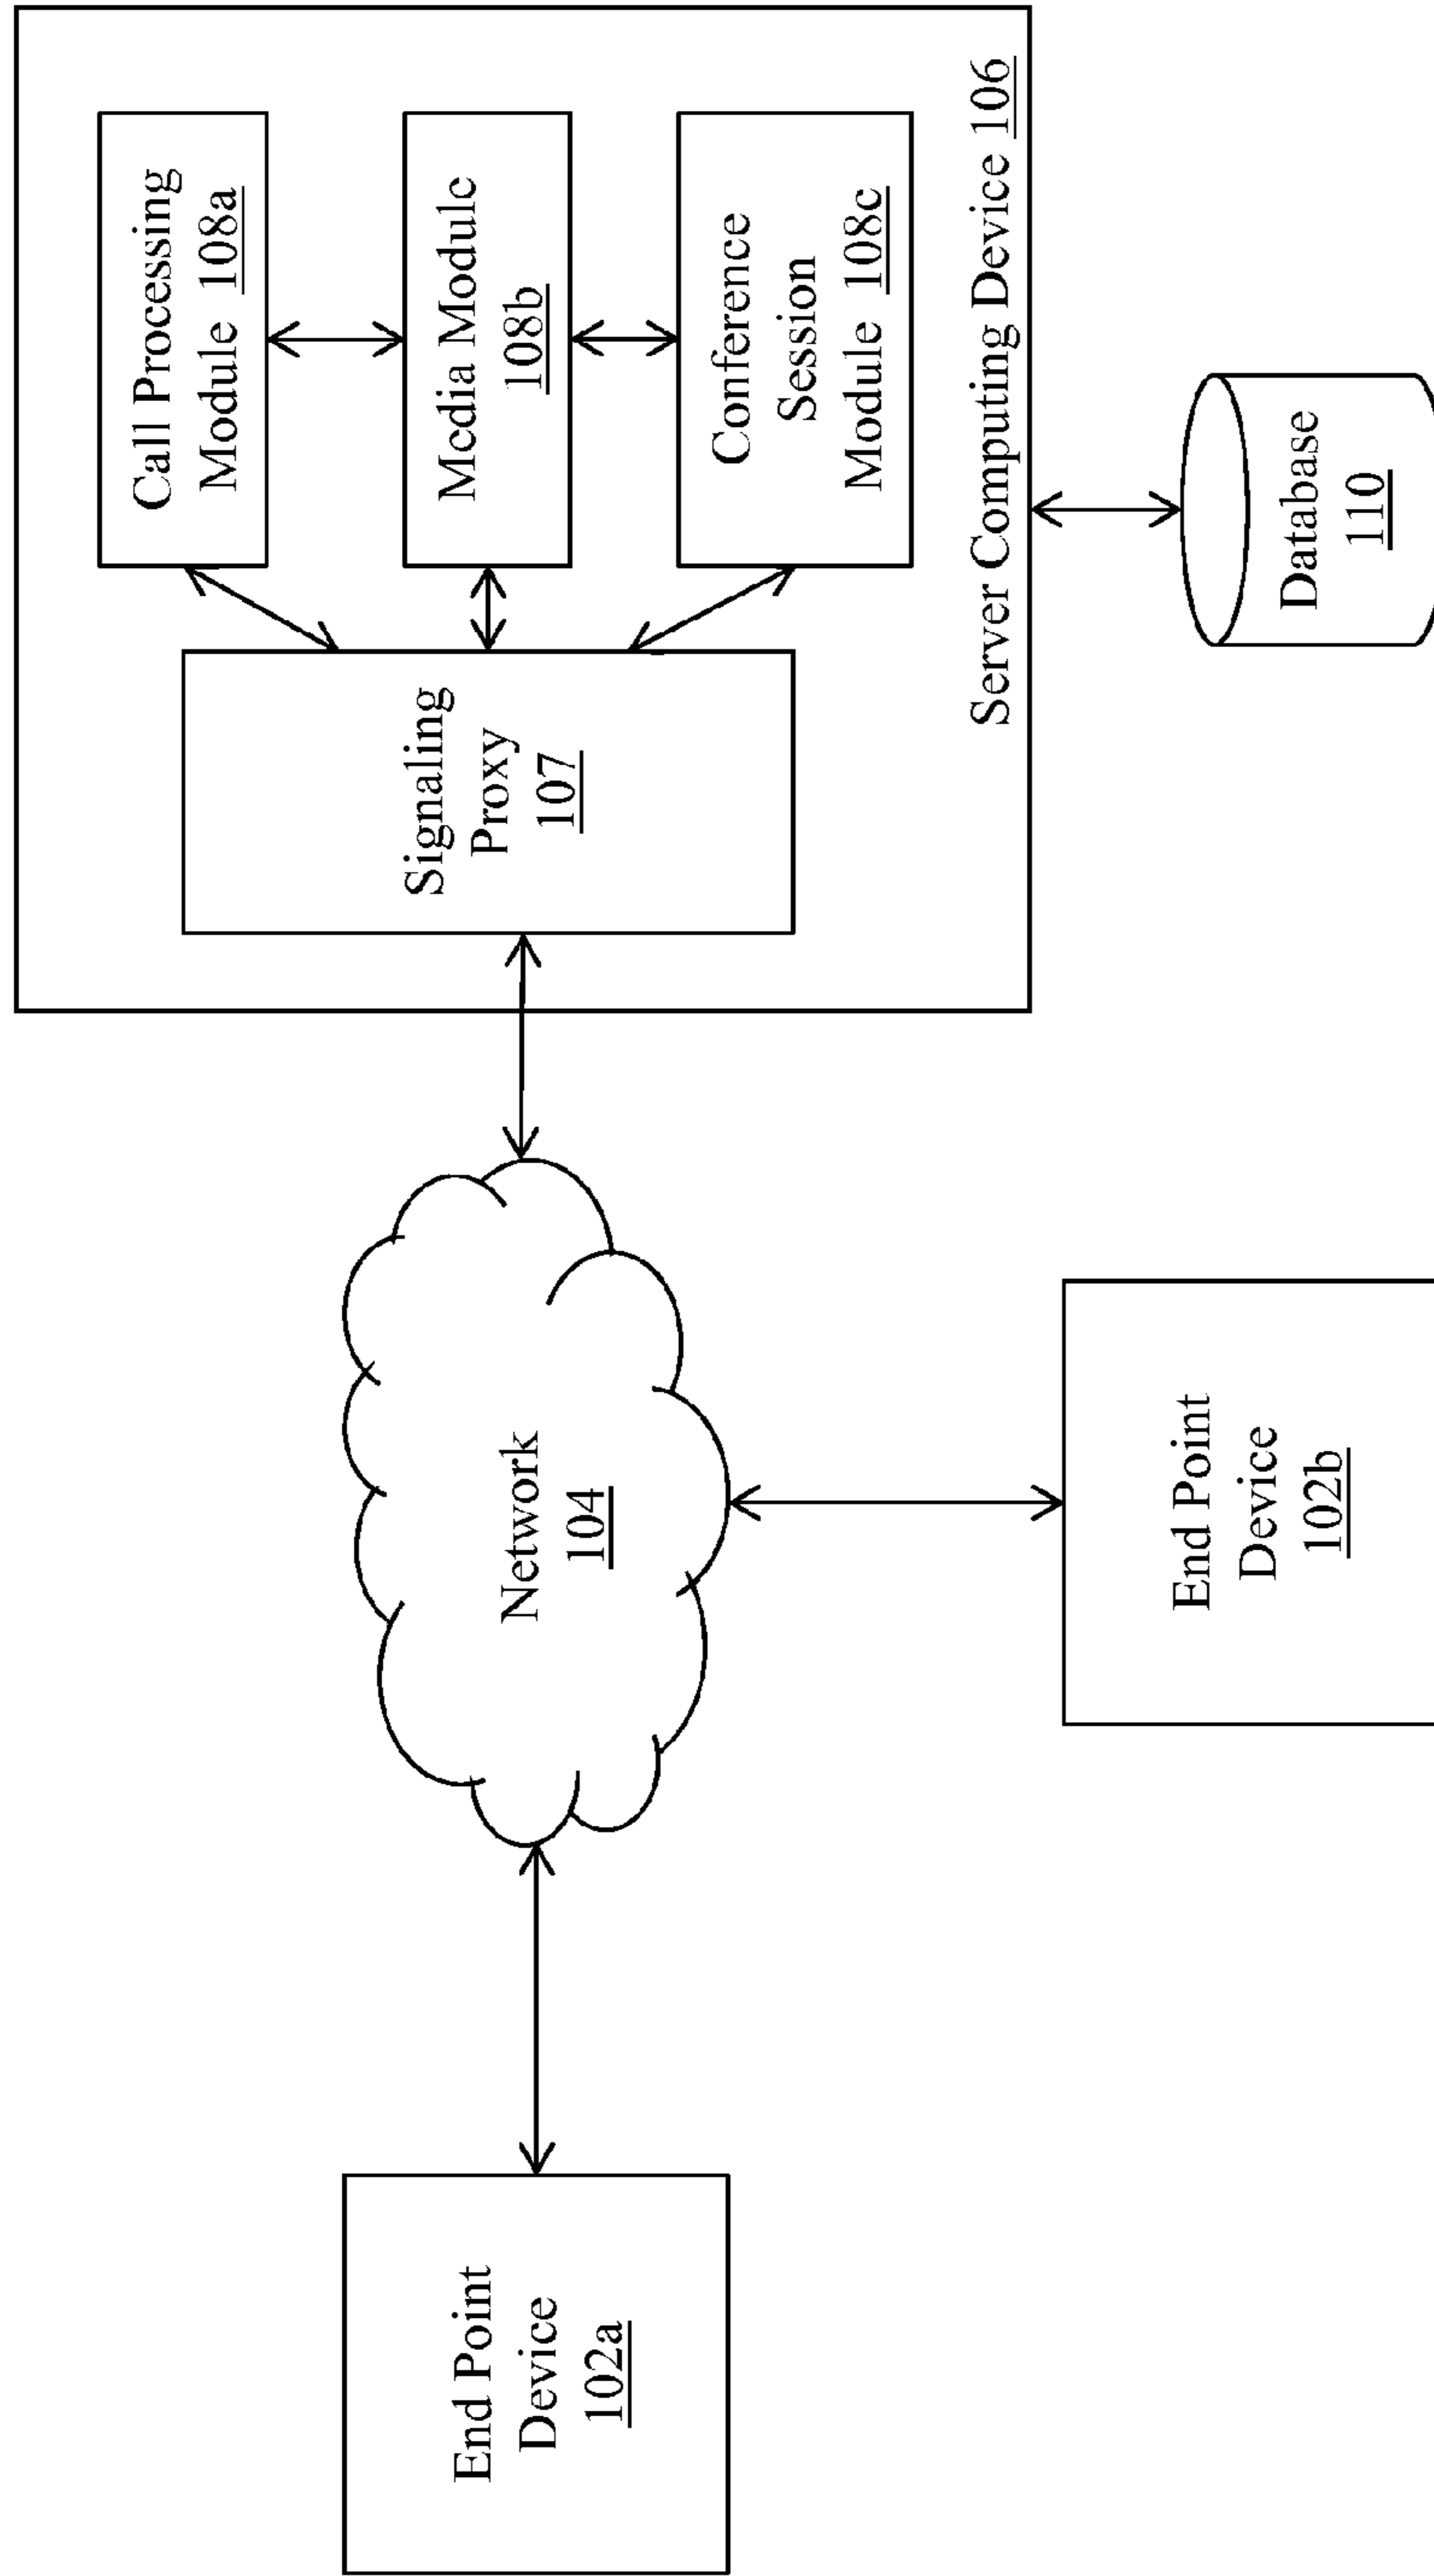 End Point
Device
102a
Network
104
End Point
Device
102b
Signaling
Proxy
107
Call Processing
Module 108a
Media Module
108b
Conference
Session
Module 108c
Server Computing Device 106
Database
110